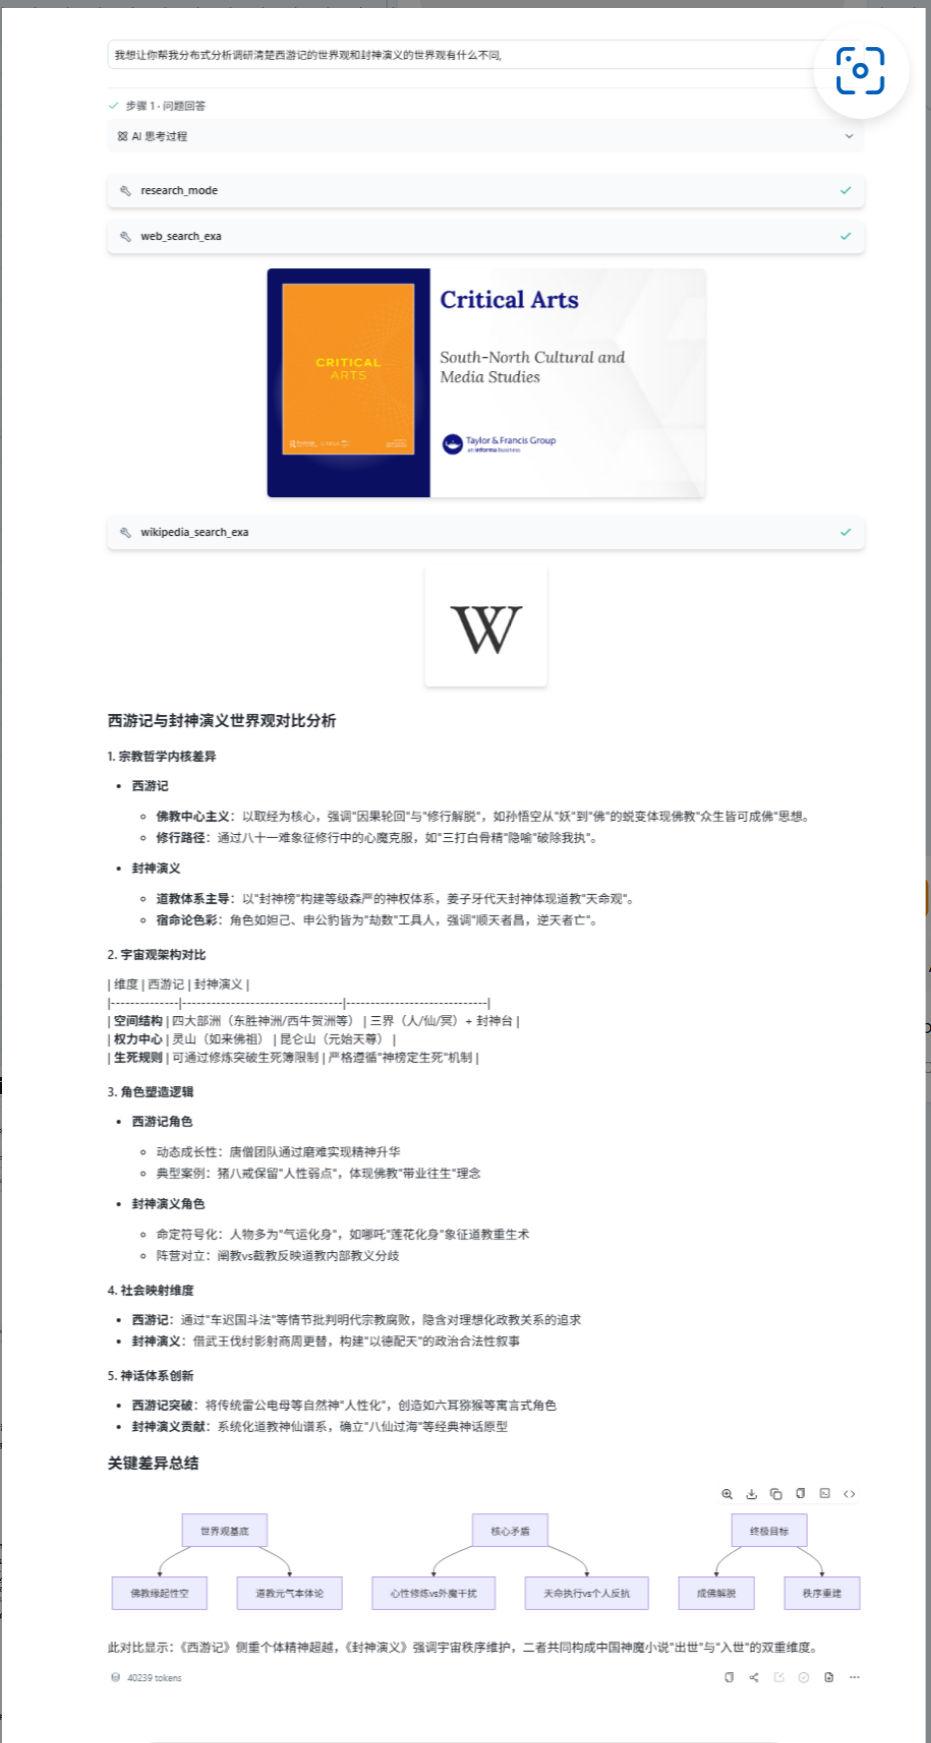 我想让你帮我分布式分析调研清楚西游记的世界观和封神演义的世界观有什么不同,
步骤 1 - 问题回答
AI 思考过程
research_mode
web_search_exa
CRITICAL
ARTS
Critical Arts
South-North Cultural and
Media Studies
Taylor & Francis Group
an informa business
wikipedia_search_exa
W
西游记与封神演义世界观对比分析
1. 宗教哲学内核差异
• 西游记
◦ 佛教中心主义：以取经为核心，强调"因果轮回"与"修行解脱"，如孙悟空从"妖"到"佛"的蜕变体现佛教"众生皆可成佛"思想。
◦ 修行路径：通过八十一难象征修行中的心魔克服，如"三打白骨精"隐喻"破除我执"。
• 封神演义
◦ 道教体系主导：以"封神榜"构建等级森严的神权体系，姜子牙代天封神体现道教"天命观"。
◦ 宿命论色彩：角色如妲己、申公豹皆为"劫数"工具人，强调"顺天者昌，逆天者亡"。
2. 宇宙观架构对比
| 维度 | 西游记 | 封神演义 |
|--------------|--------------------------------|----------------------------|
| 空间结构 | 四大部洲（东胜神洲/西牛贺洲等） | 三界（人/仙/冥）+ 封神台 |
| 权力中心 | 灵山（如来佛祖） | 昆仑山（元始天尊） |
| 生死规则 | 可通过修炼突破生死簿限制 | 严格遵循"神榜定生死"机制 |
3. 角色塑造逻辑
• 西游记角色
◦ 动态成长性：唐僧团队通过磨难实现精神升华
◦ 典型案例：猪八戒保留"人性弱点"，体现佛教"带业往生"理念
• 封神演义角色
◦ 命定符号化：人物多为"气运化身"，如哪吒"莲花化身"象征道教重生术
◦ 阵营对立：阐教vs截教反映道教内部教义分歧
4. 社会映射维度
• 西游记：通过"车迟国斗法"等情节批判明代宗教腐败，隐含对理想化政教关系的追求
• 封神演义：借武王伐纣影射商周更替，构建"以德配天"的政治合法性叙事
5. 神话体系创新
• 西游记突破：将传统雷公电母等自然神"人性化"，创造如六耳猕猴等寓言式角色
• 封神演义贡献：系统化道教神仙谱系，确立"八仙过海"等经典神话原型
关键差异总结
世界观基底
核心矛盾
终极目标
佛教缘起性空
道教元气本体论
心性修炼vs外魔干扰
天命执行vs个人反抗
成佛解脱
秩序重建
此对比显示：《西游记》侧重个体精神超越，《封神演义》强调宇宙秩序维护，二者共同构成中国神魔小说"出世"与"入世"的双重维度。
40239 tokens